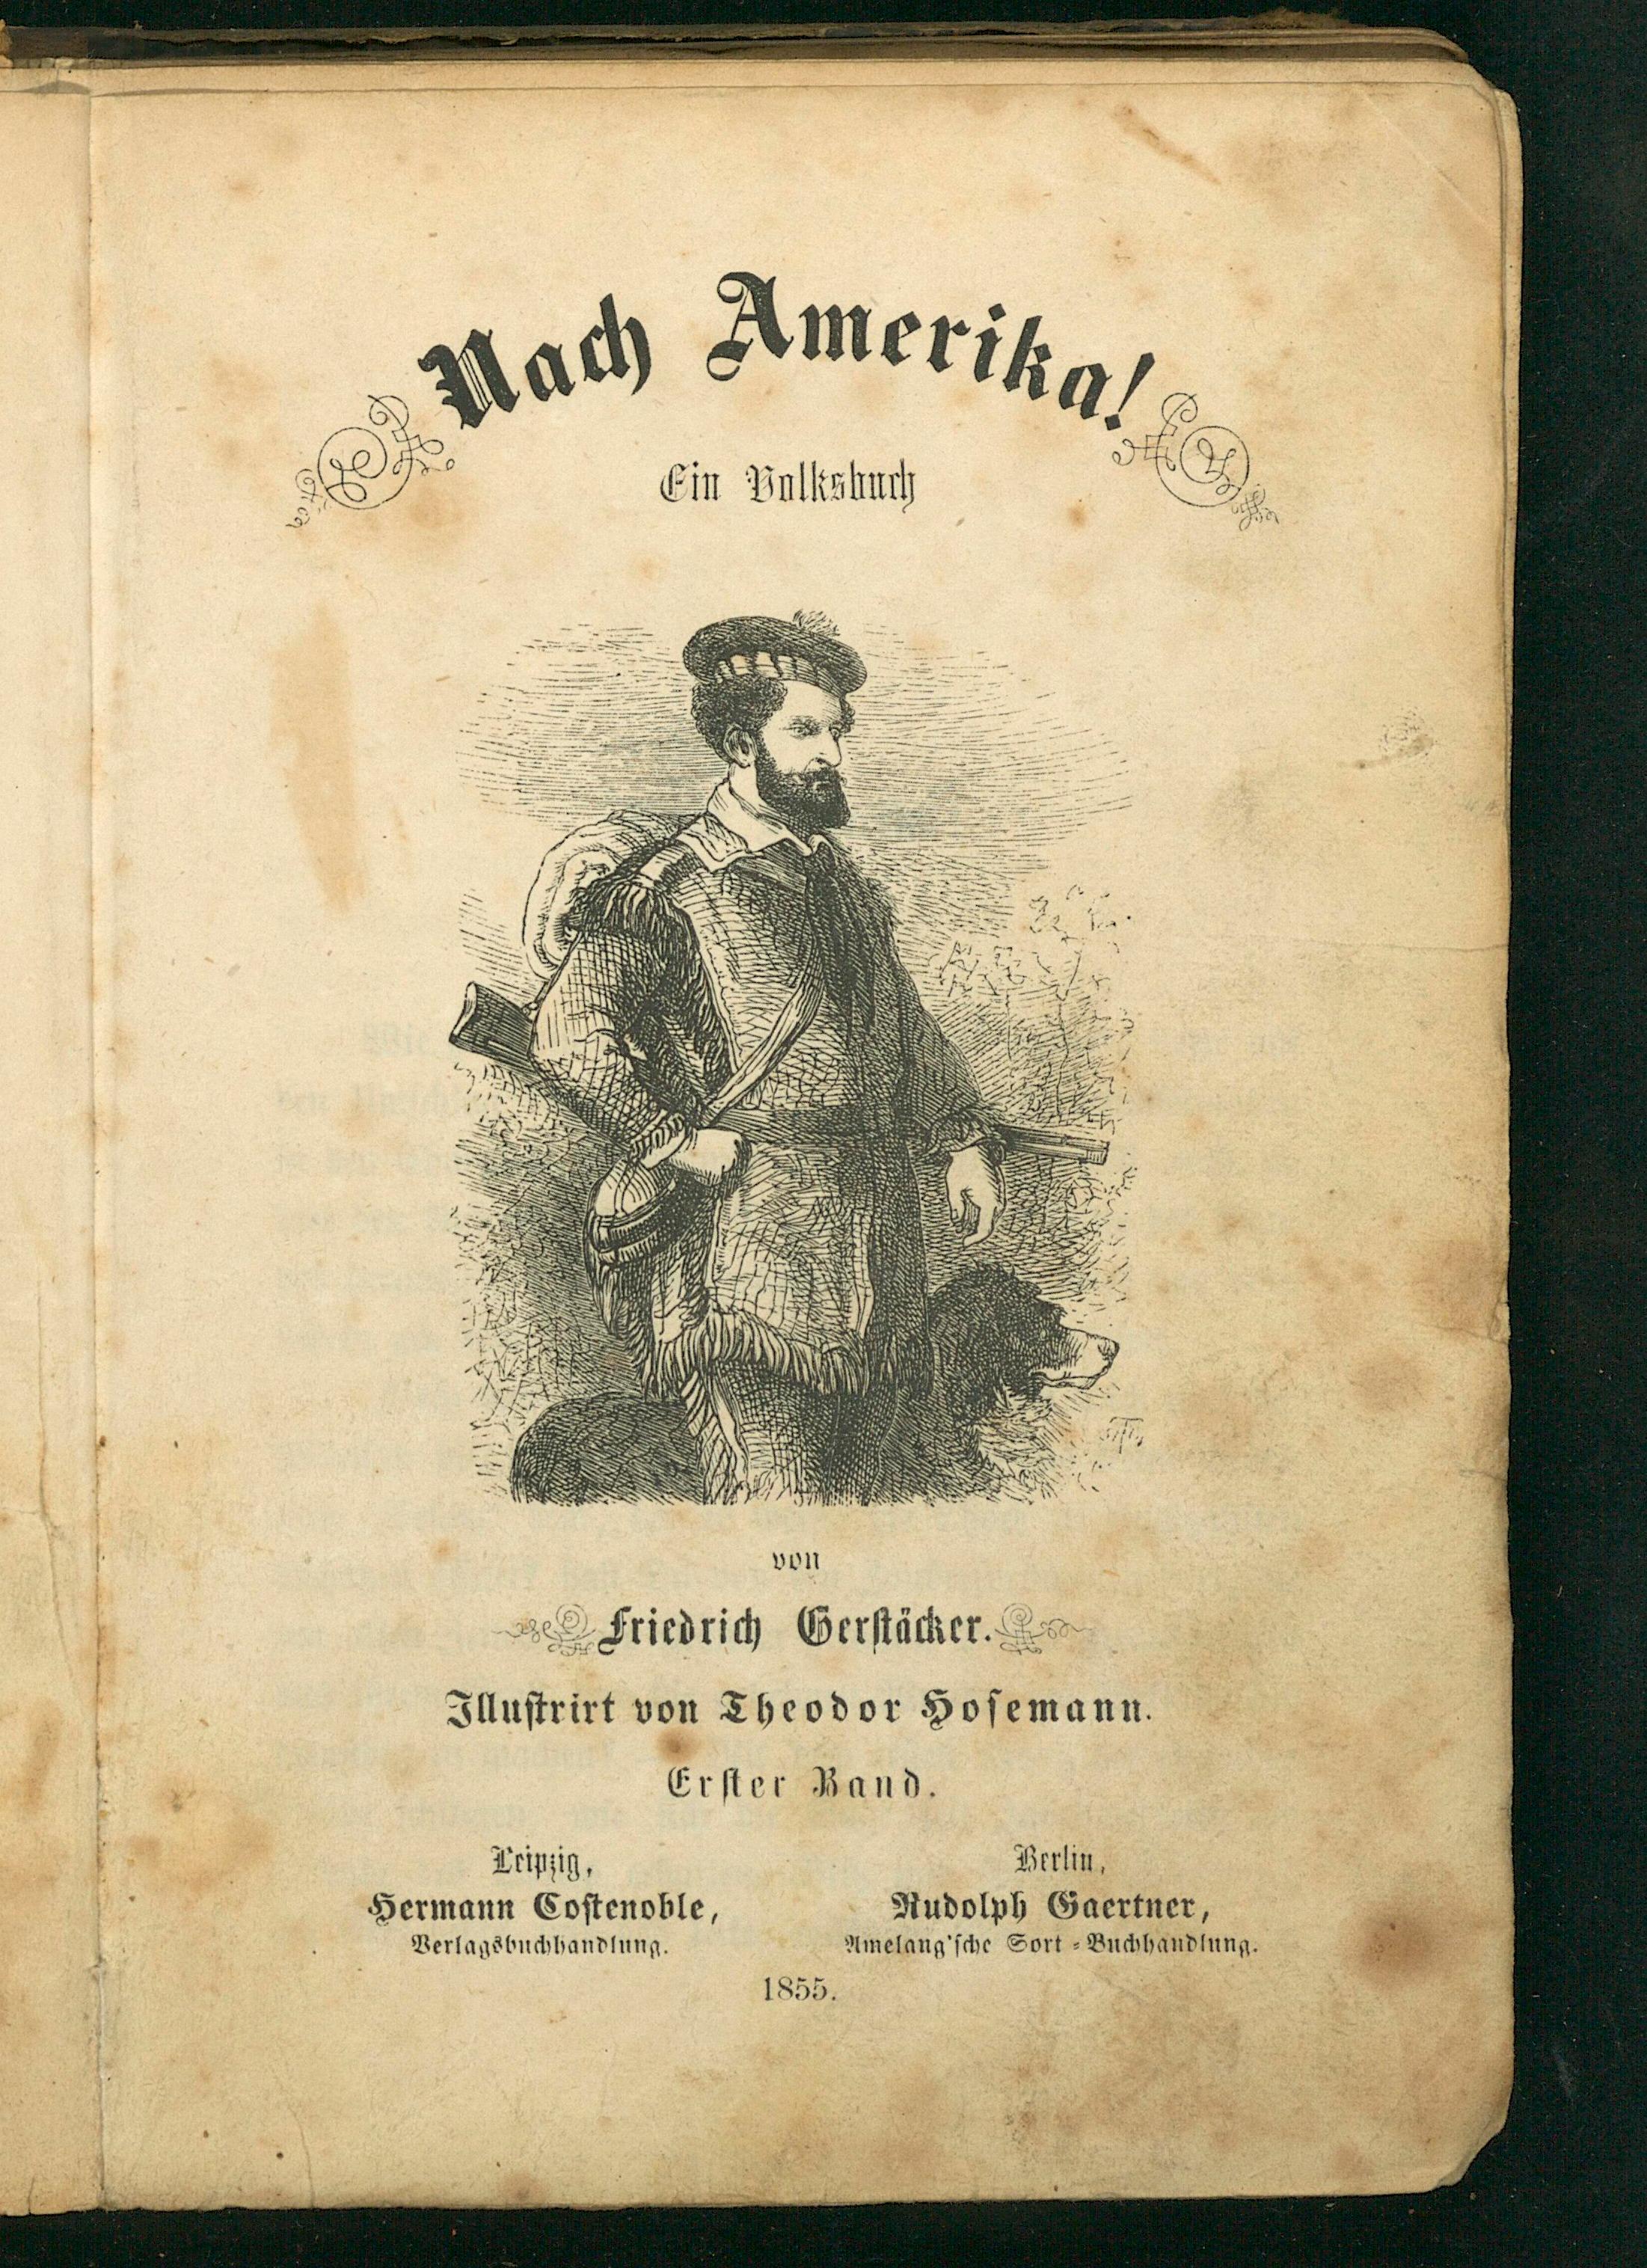 Nach Amerika!
Ein Volksbuch
von
Friedrich Gerstäcker.
Illustrirt von Theodor Hosemann.
Erster Band.
Leipzig,
Hermann Costenoble,
Verlagsbuchhandlung.
Berlin,
Rudolph Gaertner,
Amelang'sche Sort-Buchhandlung.
1855.